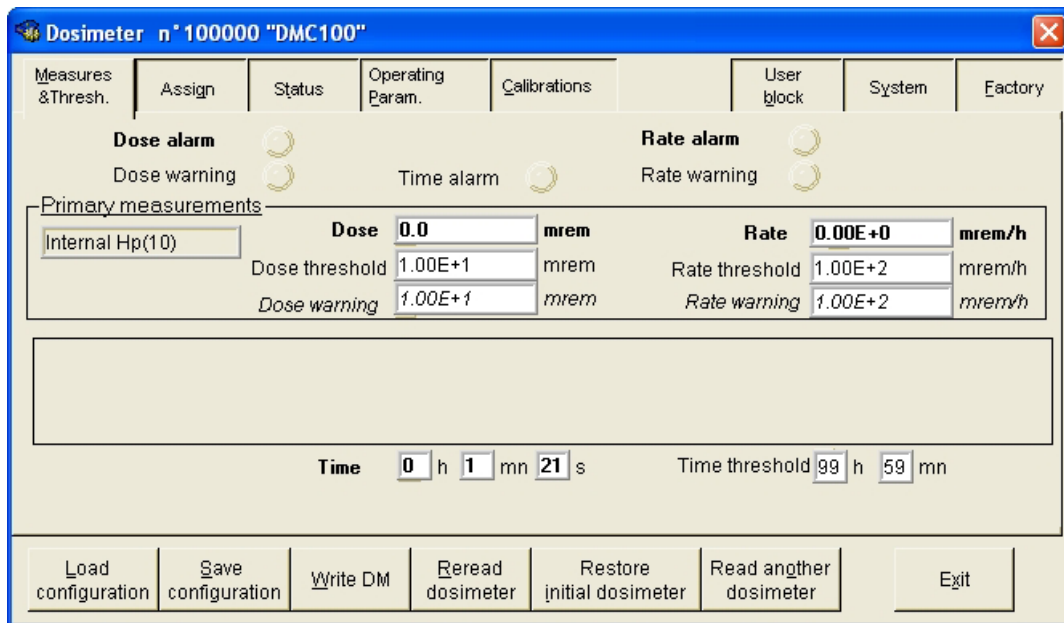 Dosimeter n°100000 "DMC100"
Measures &Thresh.
Assign
Status
Operating Param.
Calibrations
User block
System
Factory
Dose alarm
Rate alarm
Dose warning
Time alarm
Rate warning
Primary measurements
Internal Hp(10)
Dose 0.0 mrem
Rate 0.00E+0 mrem/h
Dose threshold 1.00E+1 mrem
Rate threshold 1.00E+2 mrem/h
Dose warning 1.00E+1 mrem
Rate warning 1.00E+2 mrem/h
Time 0 h 1 mn 21 s
Time threshold 99 h 59 mn
Load configuration
Save configuration
Write DM
Reread dosimeter
Restore initial dosimeter
Read another dosimeter
Exit